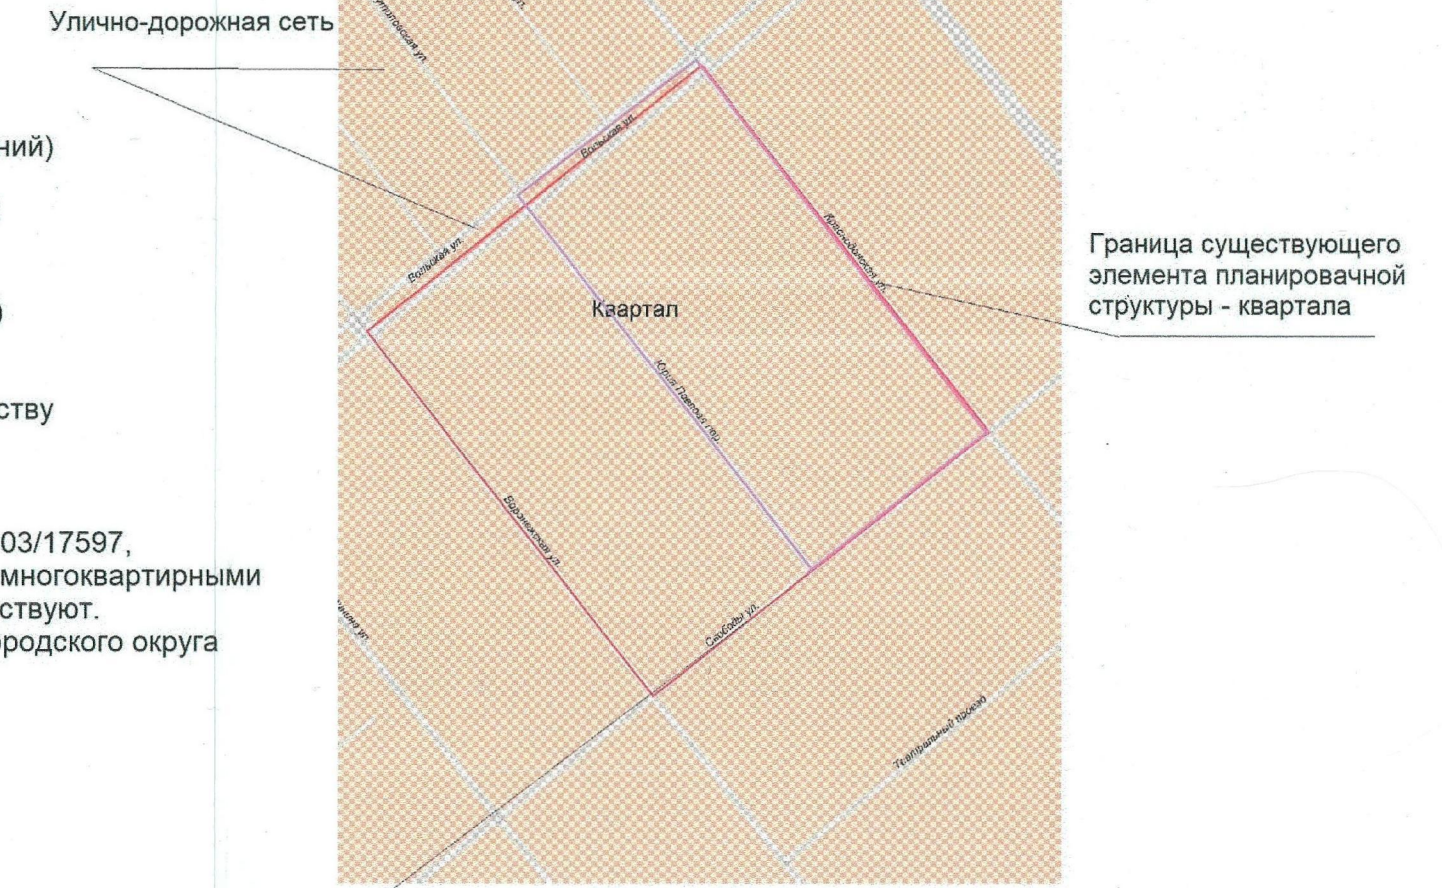 Улично-дорожная сеть
ний)
)
ству
03/17597,
многоквартирными
ствуют.
родского округа
Вольская ул.
Вольская ул.
Краснодонская ул.
Квартал
Юрия Павлова пер.
Воронежская ул.
Свободы ул.
Театральный проезд
Граница существующего
элемента планировачной
структуры - квартала